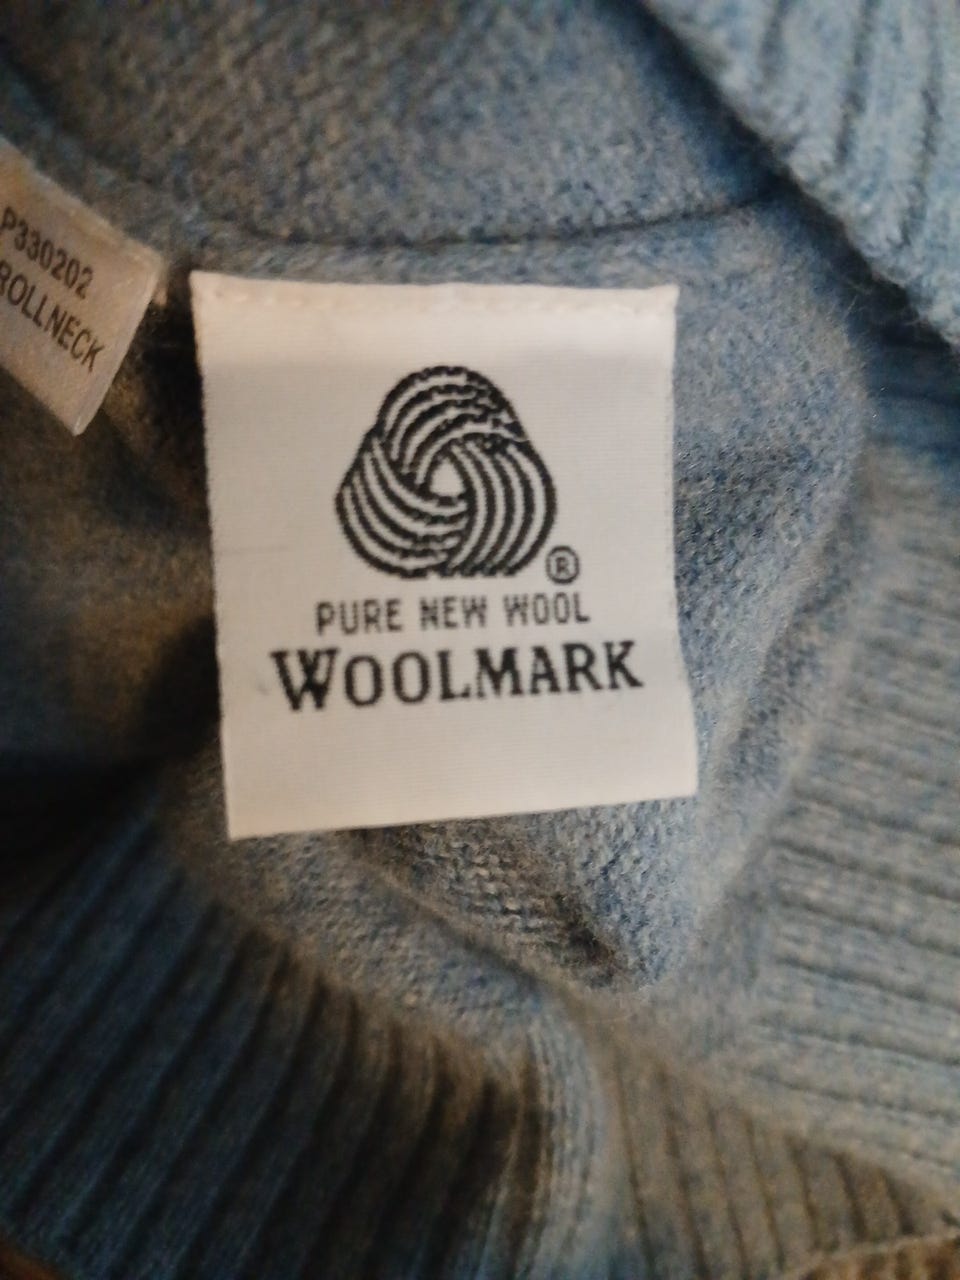 P330202
ROLLNECK
®
PURE NEW WOOL
WOOLMARK